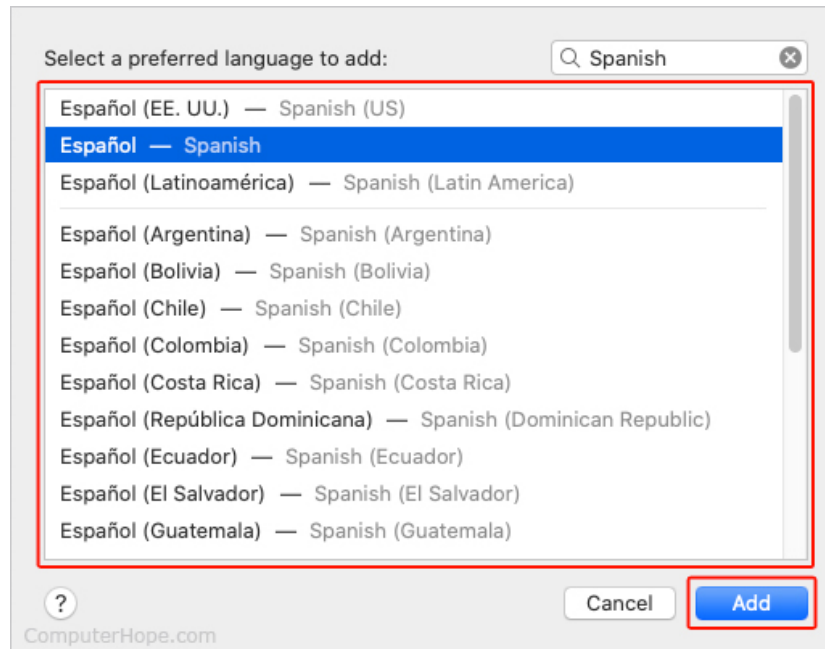 Select a preferred language to add:
Spanish
Español (EE. UU.) — Spanish (US)
Español — Spanish
Español (Latinoamérica) — Spanish (Latin America)
Español (Argentina) — Spanish (Argentina)
Español (Bolivia) — Spanish (Bolivia)
Español (Chile) — Spanish (Chile)
Español (Colombia) — Spanish (Colombia)
Español (Costa Rica) — Spanish (Costa Rica)
Español (República Dominicana) — Spanish (Dominican Republic)
Español (Ecuador) — Spanish (Ecuador)
Español (El Salvador) — Spanish (El Salvador)
Español (Guatemala) — Spanish (Guatemala)
?
Cancel
Add
ComputerHope.com